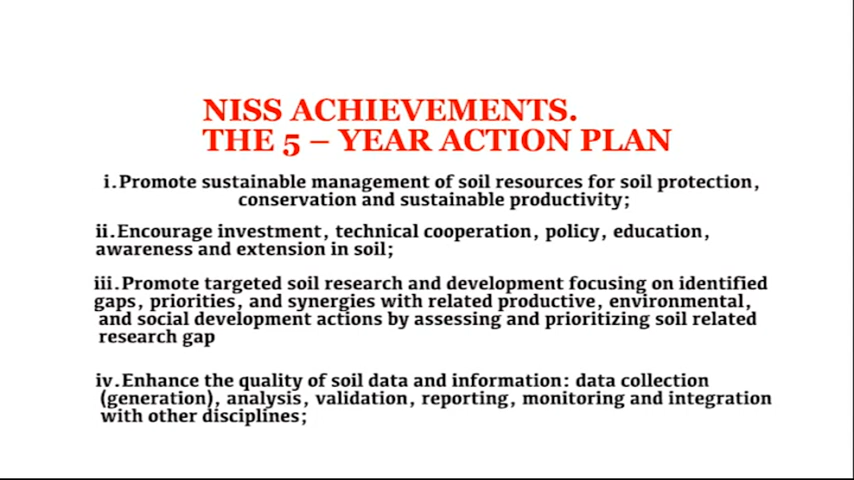 NISS ACHIEVEMENTS.
THE 5 – YEAR ACTION PLAN
i.Promote sustainable management of soil resources for soil protection,
conservation and sustainable productivity;
ii.Encourage investment, technical cooperation, policy, education,
awareness and extension in soil;
iii.Promote targeted soil research and development focusing on identified
gaps, priorities, and synergies with related productive, environmental,
and social development actions by assessing and prioritizing soil related
research gap
iv.Enhance the quality of soil data and information: data collection
(generation), analysis, validation, reporting, monitoring and integration
with other disciplines;